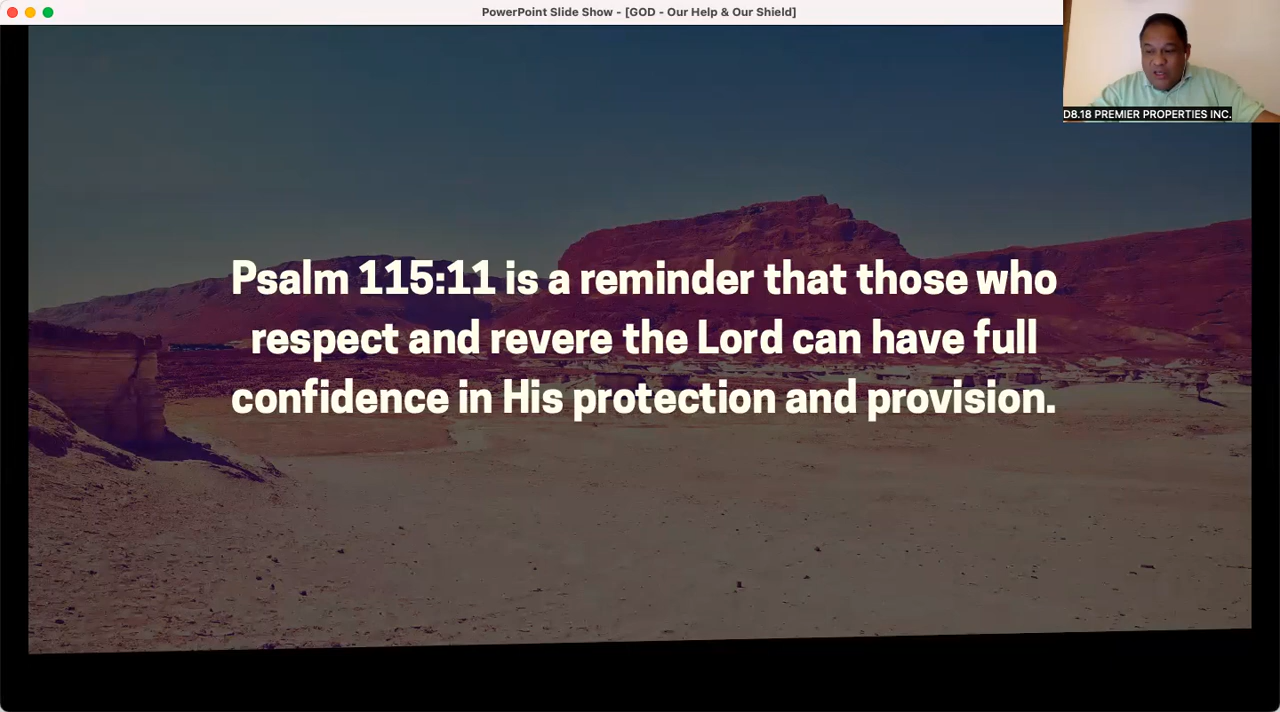 PowerPoint Slide Show - [GOD - Our Help & Our Shield]
D8.18 PREMIER PROPERTIES INC.
Psalm 115:11 is a reminder that those who
respect and revere the Lord can have full
confidence in His protection and provision.